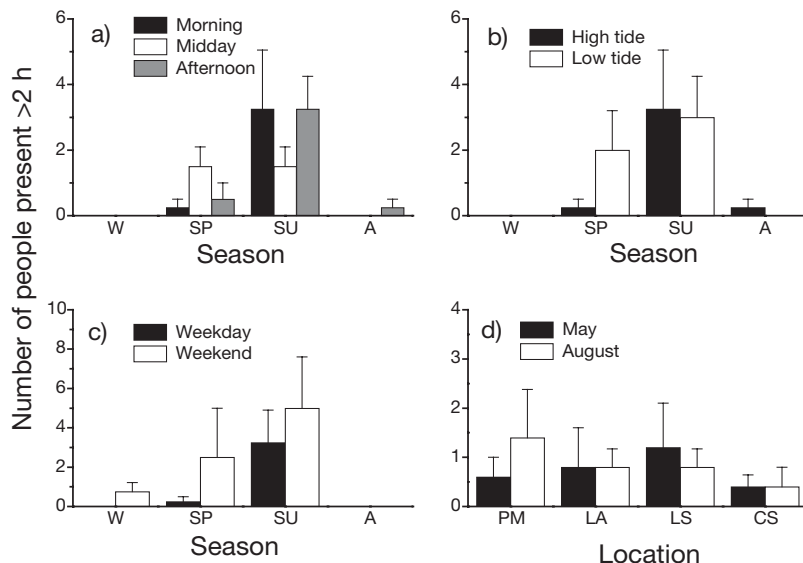 Number of people present >2 h
a)
Morning
Midday
Afternoon
6
4
2
0
W SP SU A
Season
b)
High tide
Low tide
6
4
2
0
W SP SU A
Season
c)
Weekday
Weekend
10
8
6
4
2
0
W SP SU A
Season
d)
May
August
4
3
2
1
0
PM LA LS CS
Location